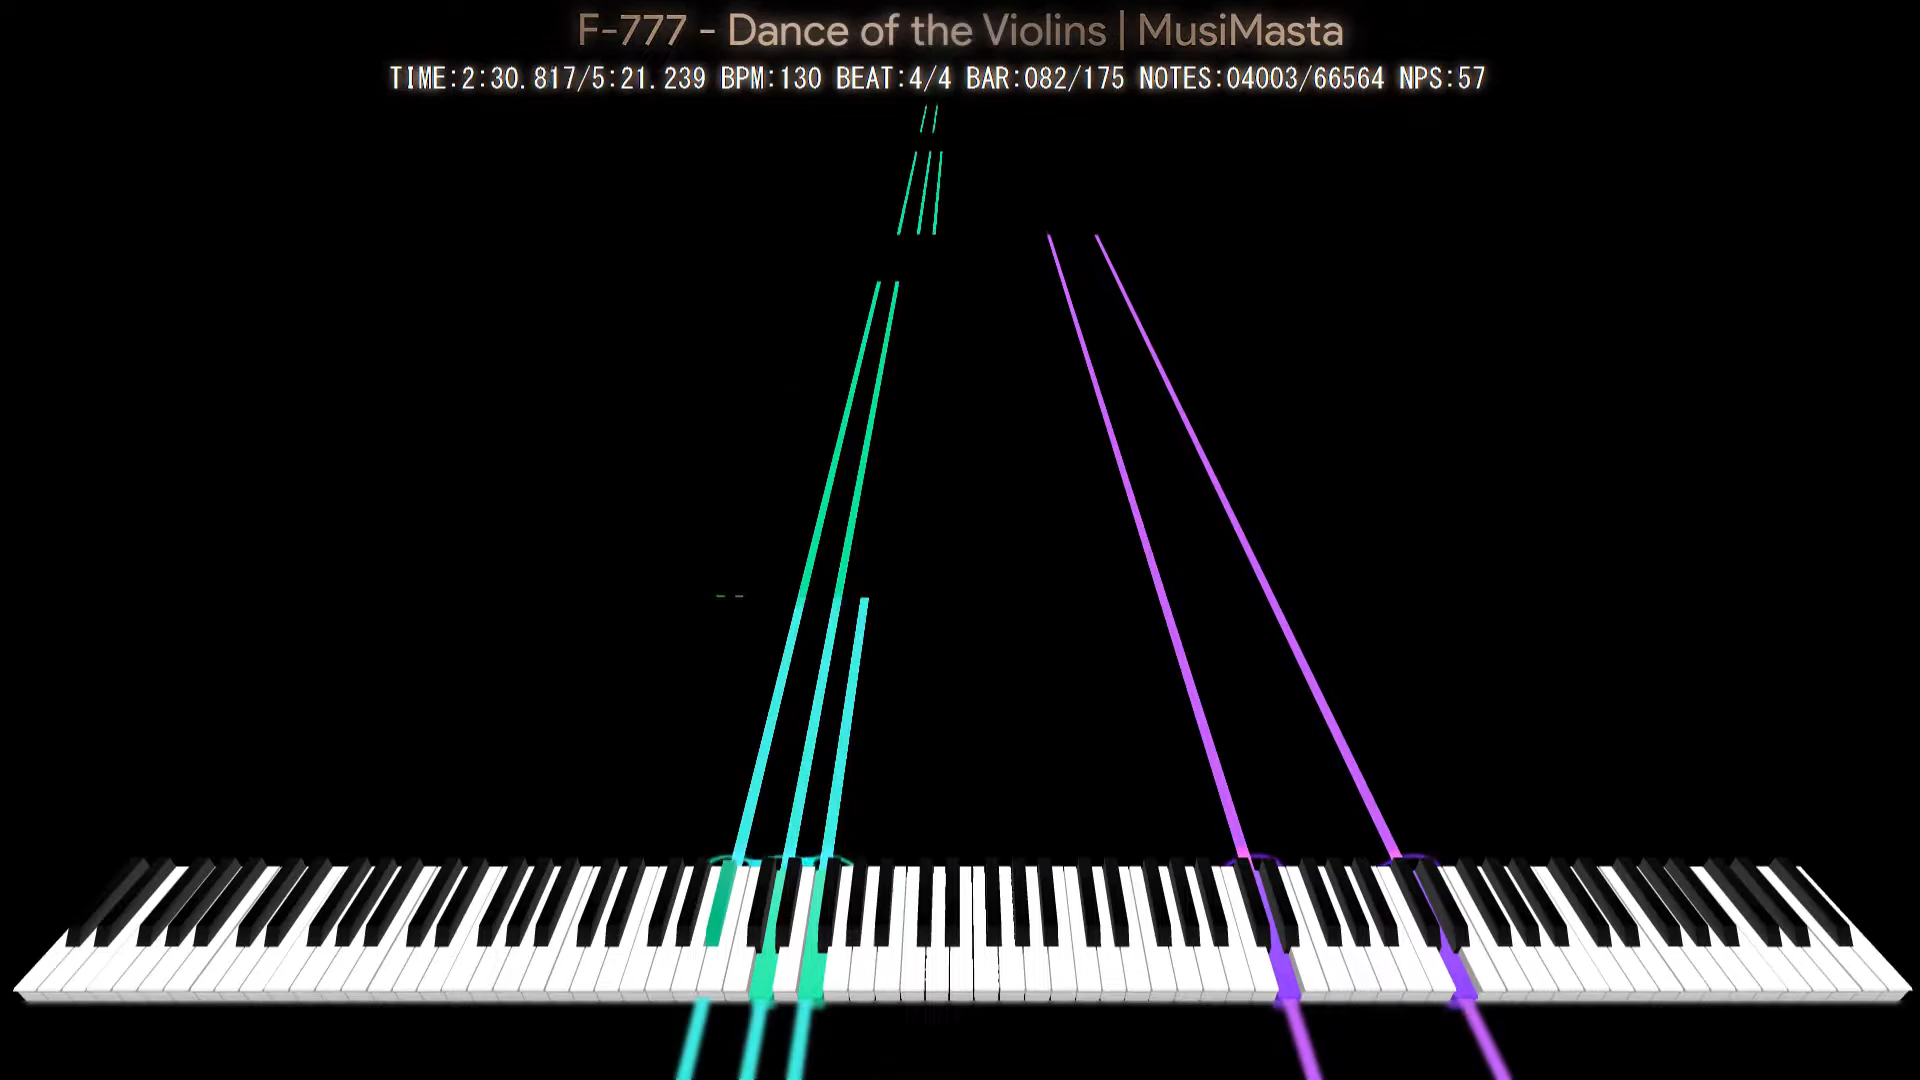 F-777 - Dance of the Violins | MusiMasta
TIME:2:30.817/5:21.239 BPM:130 BEAT:4/4 BAR:082/175 NOTES:04003/66564 NPS:57